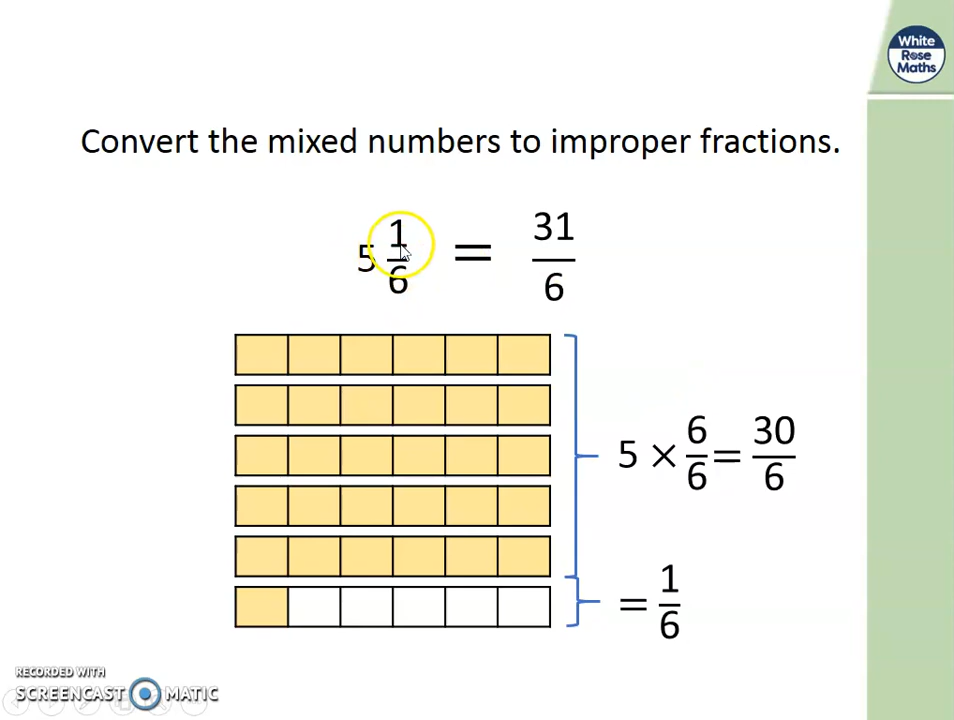 White
Rose
Maths
Convert the mixed numbers to improper fractions.
5 1/6 = 31/6
5 × 6/6 = 30/6
= 1/6
RECORDED WITH
SCREENCAST MATIC